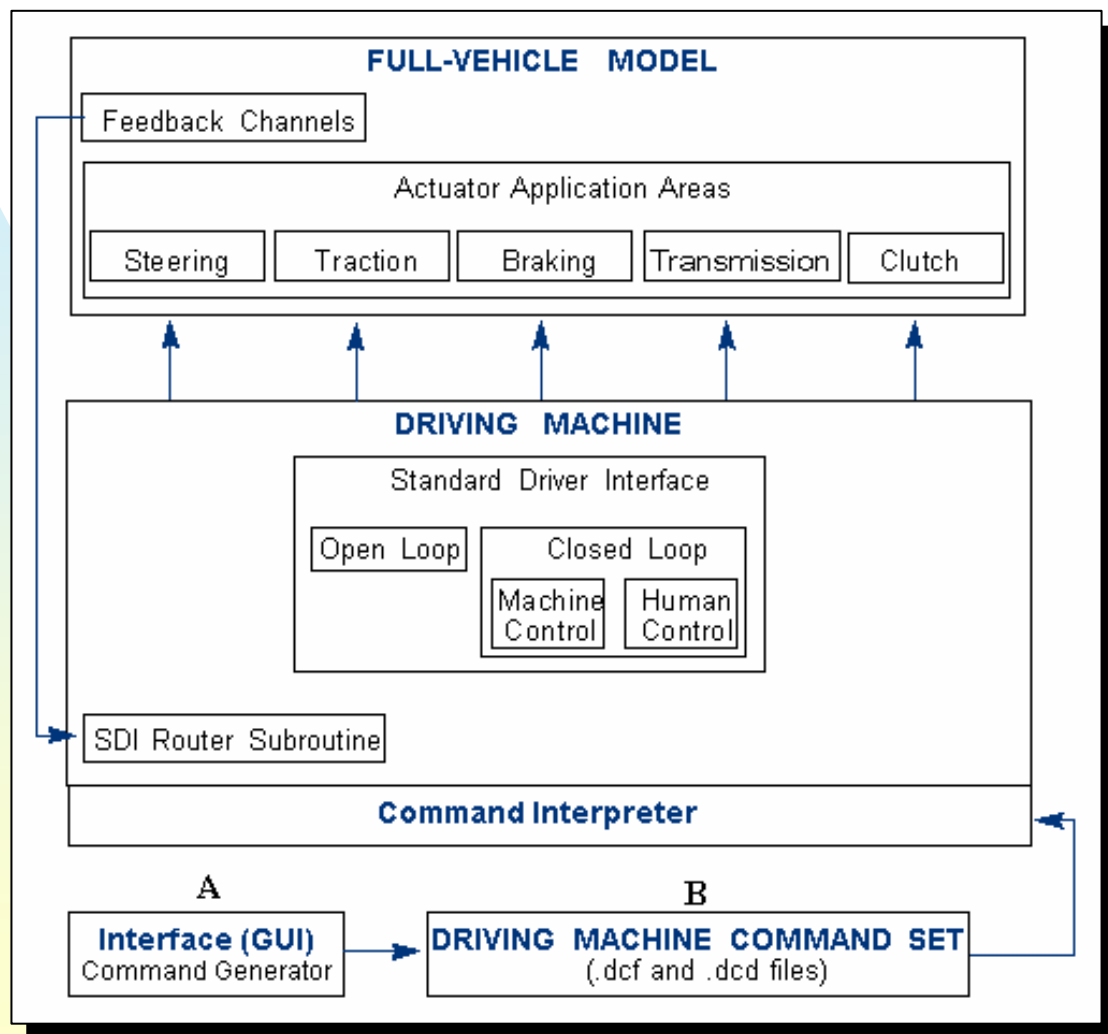 FULL-VEHICLE MODEL
Feedback Channels
Actuator Application Areas
Steering
Traction
Braking
Transmission
Clutch
DRIVING MACHINE
Standard Driver Interface
Open Loop
Closed Loop
Machine
Control
Human
Control
SDI Router Subroutine
Command Interpreter
A
B
Interface (GUI)
Command Generator
DRIVING MACHINE COMMAND SET
(.dcf and .dcd files)